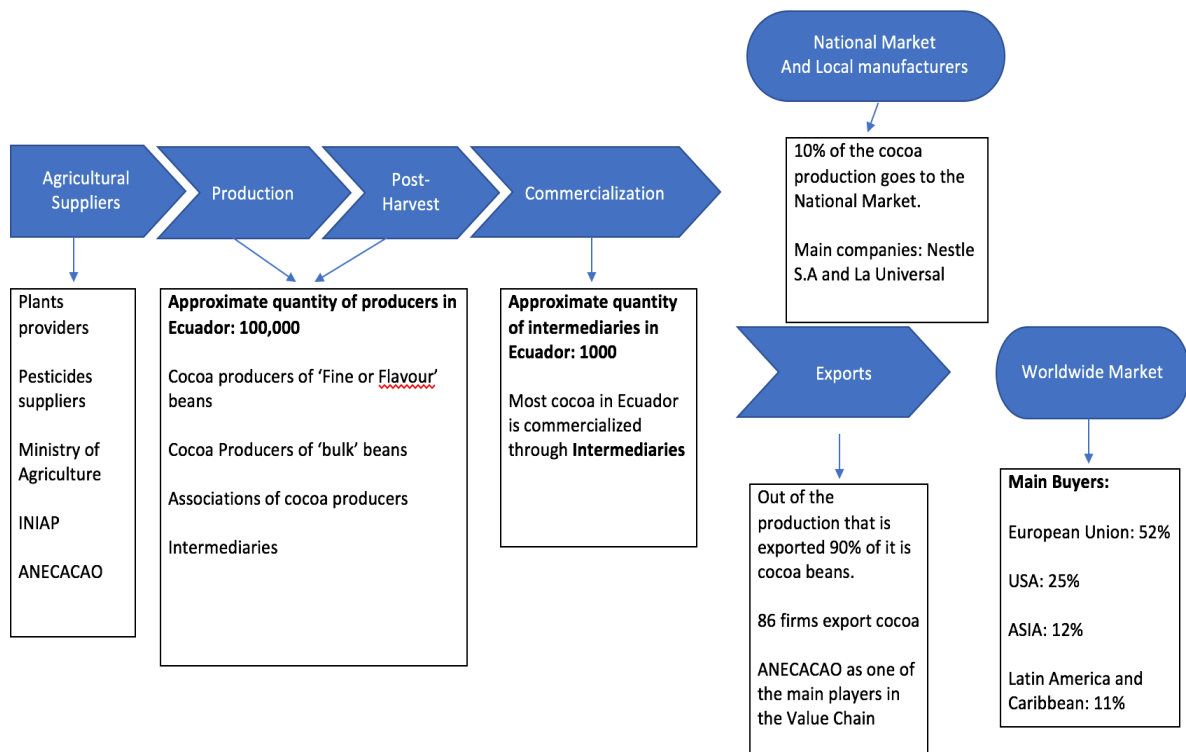 National Market
And Local manufacturers
10% of the cocoa
production goes to the
National Market.
Main companies: Nestle
S.A and La Universal
Agricultural
Suppliers
Production
Post-
Harvest
Commercialization
Plants
providers
Pesticides
suppliers
Ministry of
Agriculture
INIAP
ANECACAO
Approximate quantity of producers in
Ecuador: 100,000
Cocoa producers of ‘Fine or Flavour’
beans
Cocoa Producers of ‘bulk’ beans
Associations of cocoa producers
Intermediaries
Approximate quantity
of intermediaries in
Ecuador: 1000
Most cocoa in Ecuador
is commercialized
through Intermediaries
Exports
Out of the
production that is
exported 90% of it is
cocoa beans.
86 firms export cocoa
ANECACAO as one of
the main players in
the Value Chain
Worldwide Market
Main Buyers:
European Union: 52%
USA: 25%
ASIA: 12%
Latin America and
Caribbean: 11%